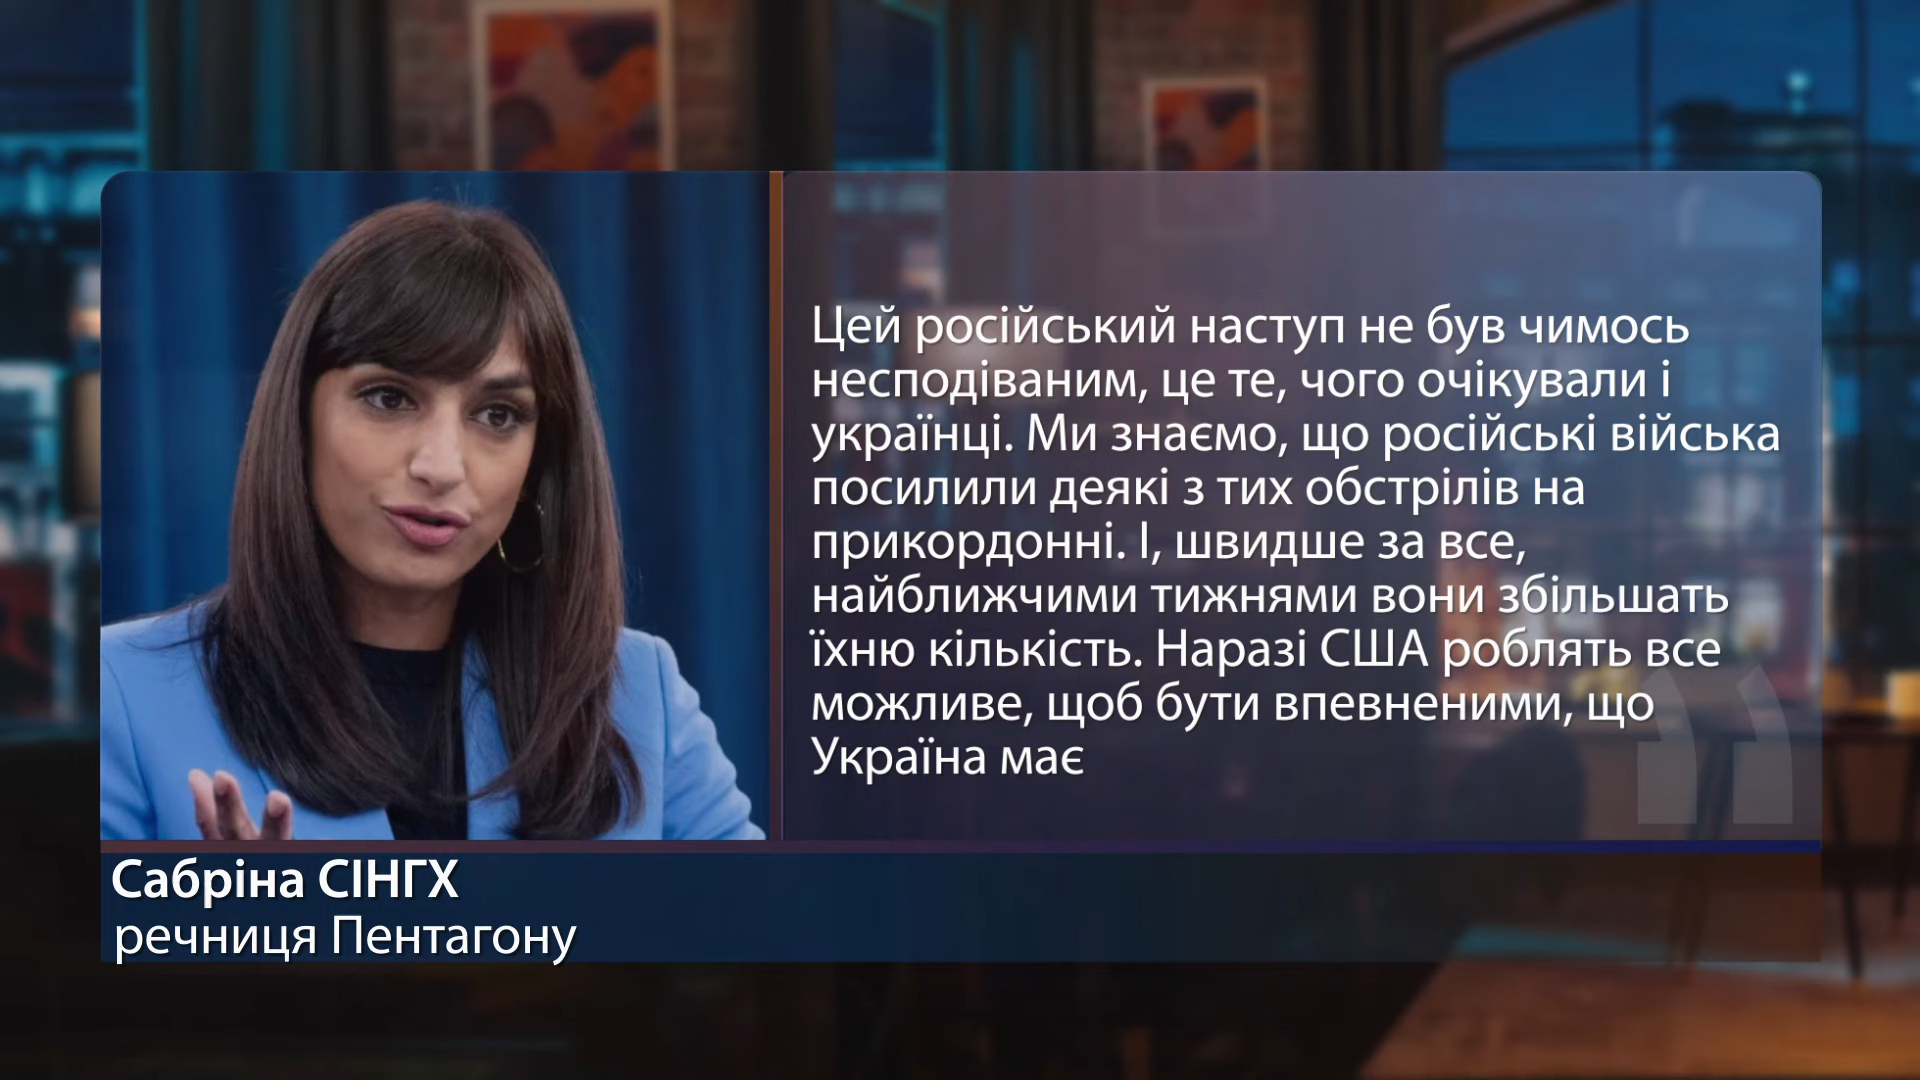 Цей російський наступ не був чимось
несподіваним, це те, чого очікували і
українці. Ми знаємо, що російські війська
посилили деякі з тих обстрілів на
прикордонні. І, швидше за все,
найближчими тижнями вони збільшать
їхню кількість. Наразі США роблять все
можливе, щоб бути впевненими, що
Україна має
Сабріна СІНГХ
речниця Пентагону